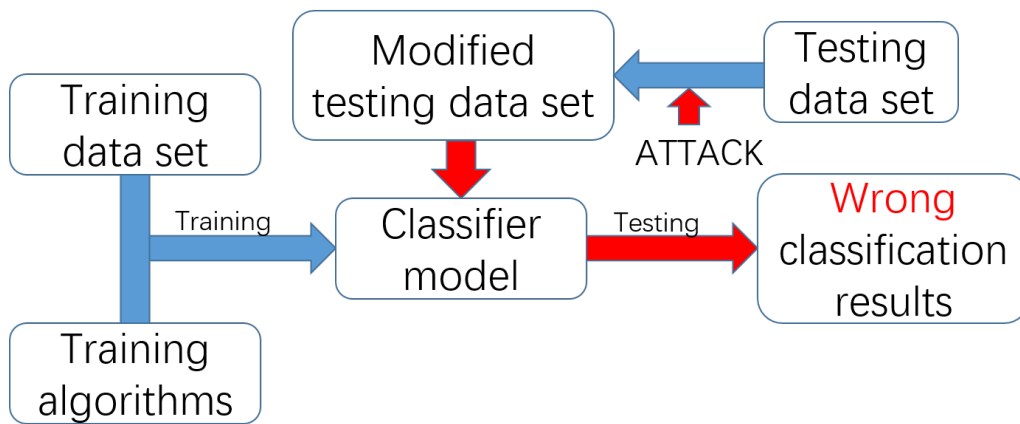 Training
data set
Modified
testing data set
Testing
data set
ATTACK
Training
Classifier
model
Testing
Wrong
classification
results
Training
algorithms